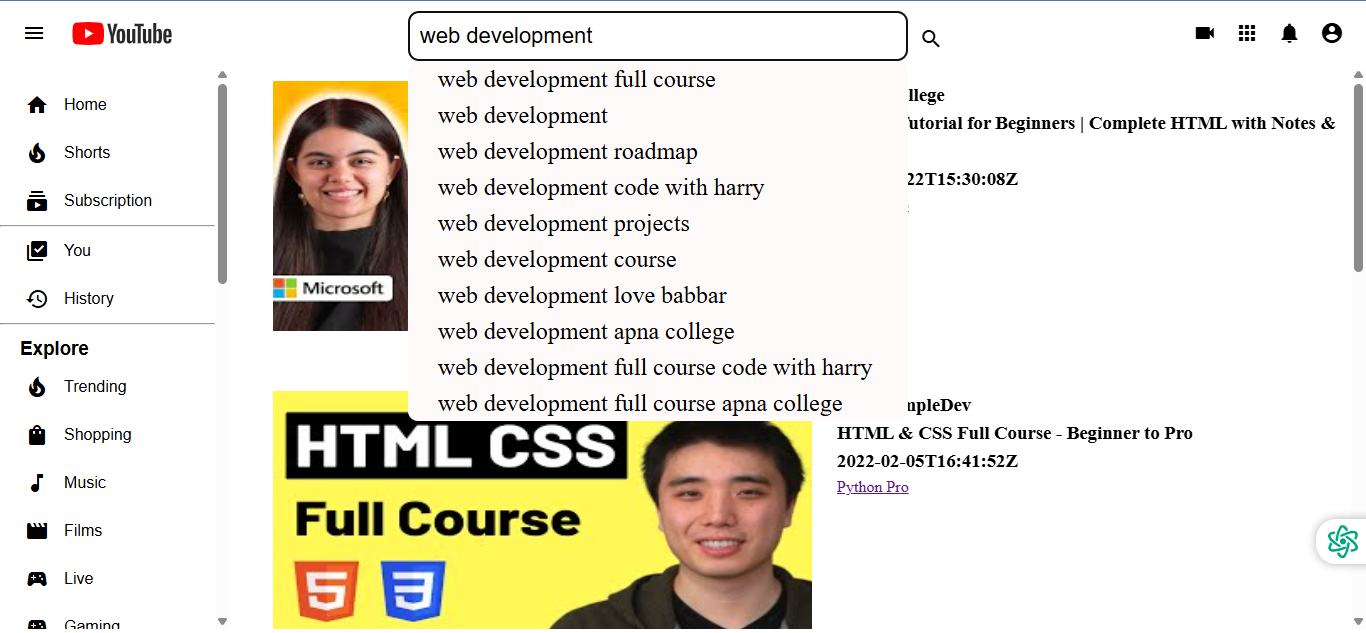 YouTube
web development
web development full course
web development
web development roadmap
web development code with harry
web development projects
web development course
web development love babbar
web development apna college
web development full course code with harry
web development full course apna college
Home
Shorts
Subscription
You
History
Explore
Trending
Shopping
Music
Films
Live
Gaming
Microsoft
llege
utorial for Beginners | Complete HTML with Notes &
22T15:30:08Z
HTML CSS
Full Course
5
3
mpleDev
HTML & CSS Full Course - Beginner to Pro
2022-02-05T16:41:52Z
Python Pro